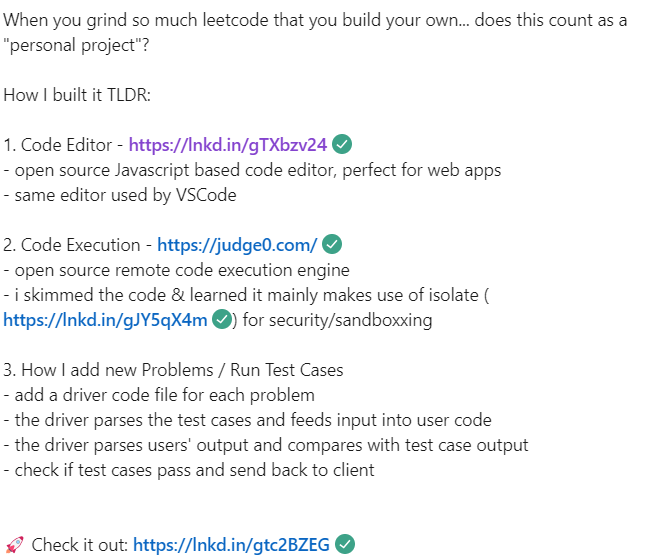 When you grind so much leetcode that you build your own... does this count as a
"personal project"?
How I built it TLDR:
1. Code Editor - https://lnkd.in/gTXbzv24
- open source Javascript based code editor, perfect for web apps
- same editor used by VSCode
2. Code Execution - https://judge0.com/
- open source remote code execution engine
- i skimmed the code & learned it mainly makes use of isolate (
https://lnkd.in/gJY5qX4m) for security/sandboxxing
3. How I add new Problems / Run Test Cases
- add a driver code file for each problem
- the driver parses the test cases and feeds input into user code
- the driver parses users' output and compares with test case output
- check if test cases pass and send back to client
🚀 Check it out: https://lnkd.in/gtc2BZEG